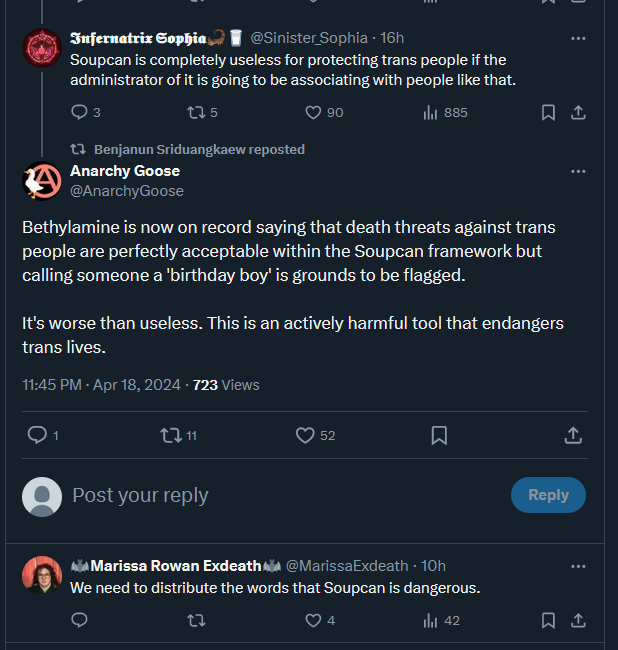 𝕴𝖓𝖋𝖊𝖗𝖓𝖆𝖙𝖗𝖎𝖝 𝕾𝖔𝖕𝖍𝖎𝖆🦂🥛 @Sinister_Sophia · 16h
Soupcan is completely useless for protecting trans people if the
administrator of it is going to be associating with people like that.
3 5 90 885
Benjanun Sriduangkaew reposted
Anarchy Goose
@AnarchyGoose
Bethylamine is now on record saying that death threats against trans
people are perfectly acceptable within the Soupcan framework but
calling someone a 'birthday boy' is grounds to be flagged.
It's worse than useless. This is an actively harmful tool that endangers
trans lives.
11:45 PM · Apr 18, 2024 · 723 Views
1 11 52
Post your reply
Reply
🦇Marissa Rowan Exdeath🦇 @MarissaExdeath · 10h
We need to distribute the words that Soupcan is dangerous.
4 42